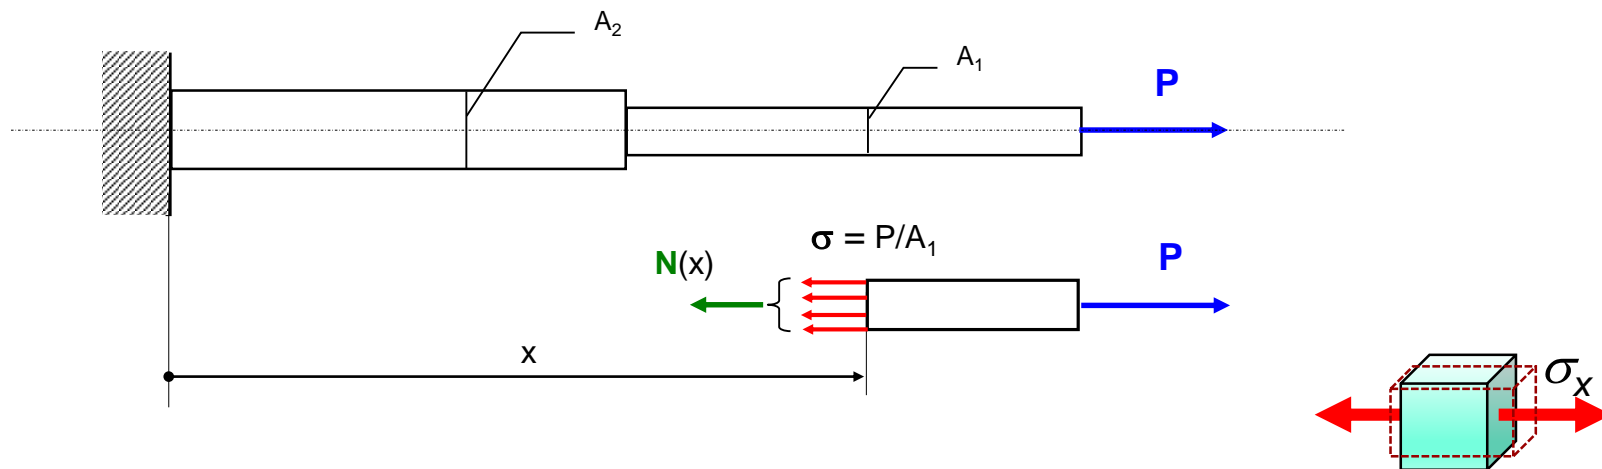 A₂
A₁
P
σ = P/A₁
N(x)
P
x
σₓ